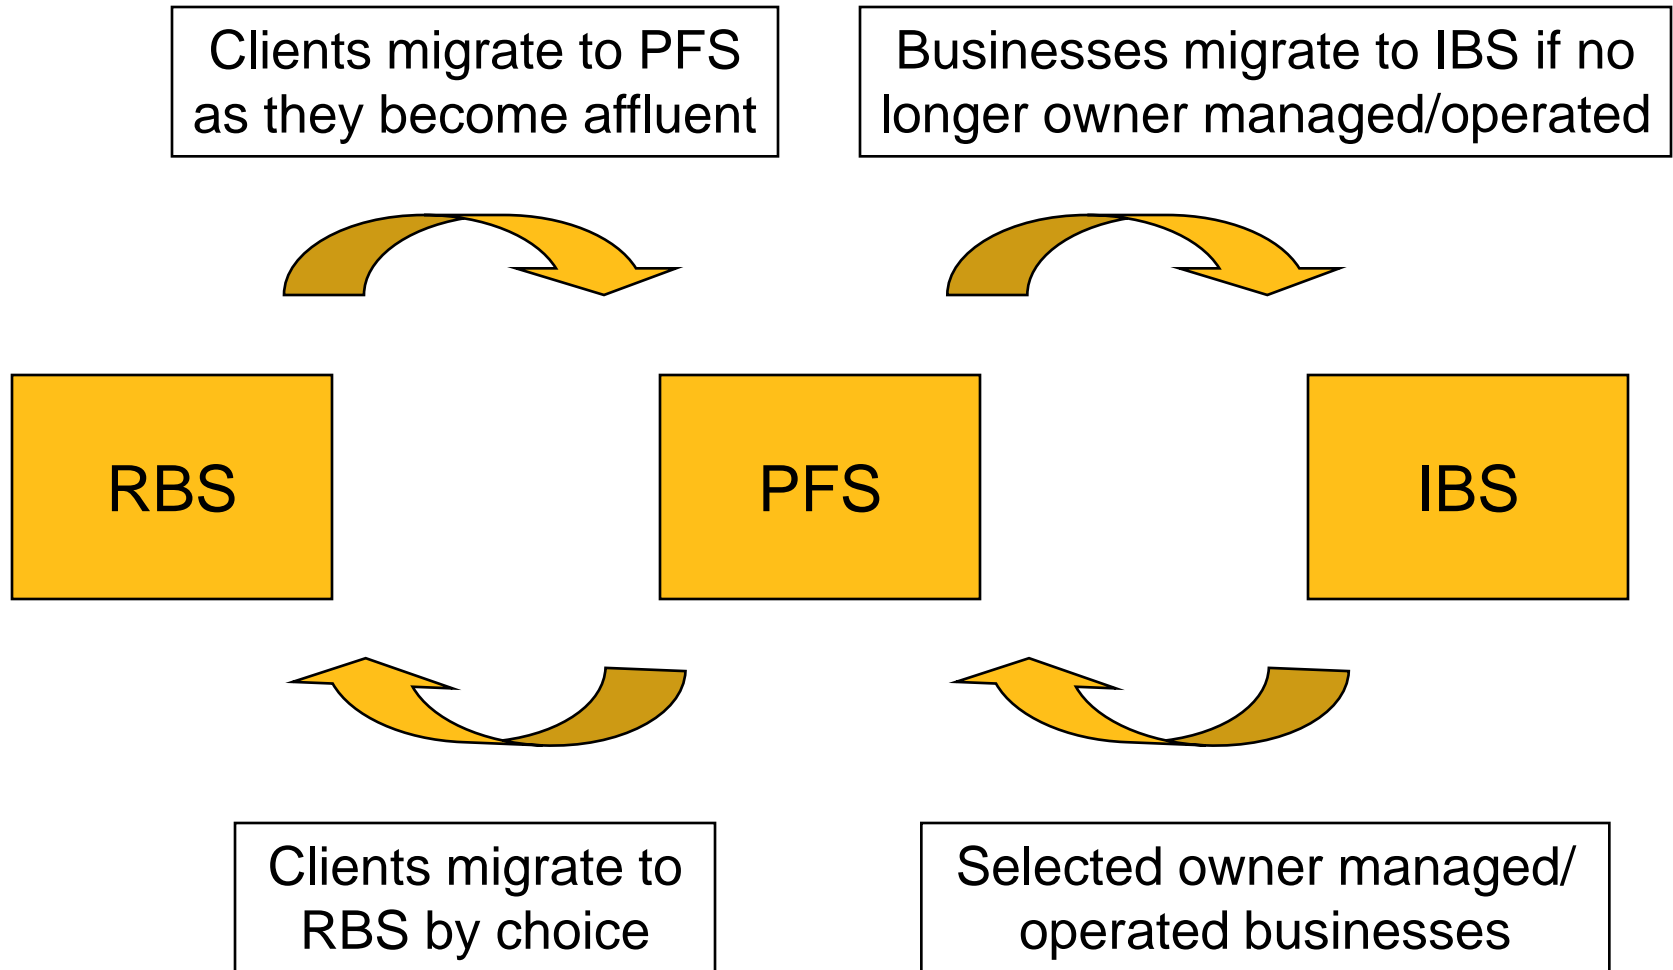 Clients migrate to PFS
as they become affluent
Businesses migrate to IBS if no
longer owner managed/operated
RBS
PFS
IBS
Clients migrate to
RBS by choice
Selected owner managed/
operated businesses